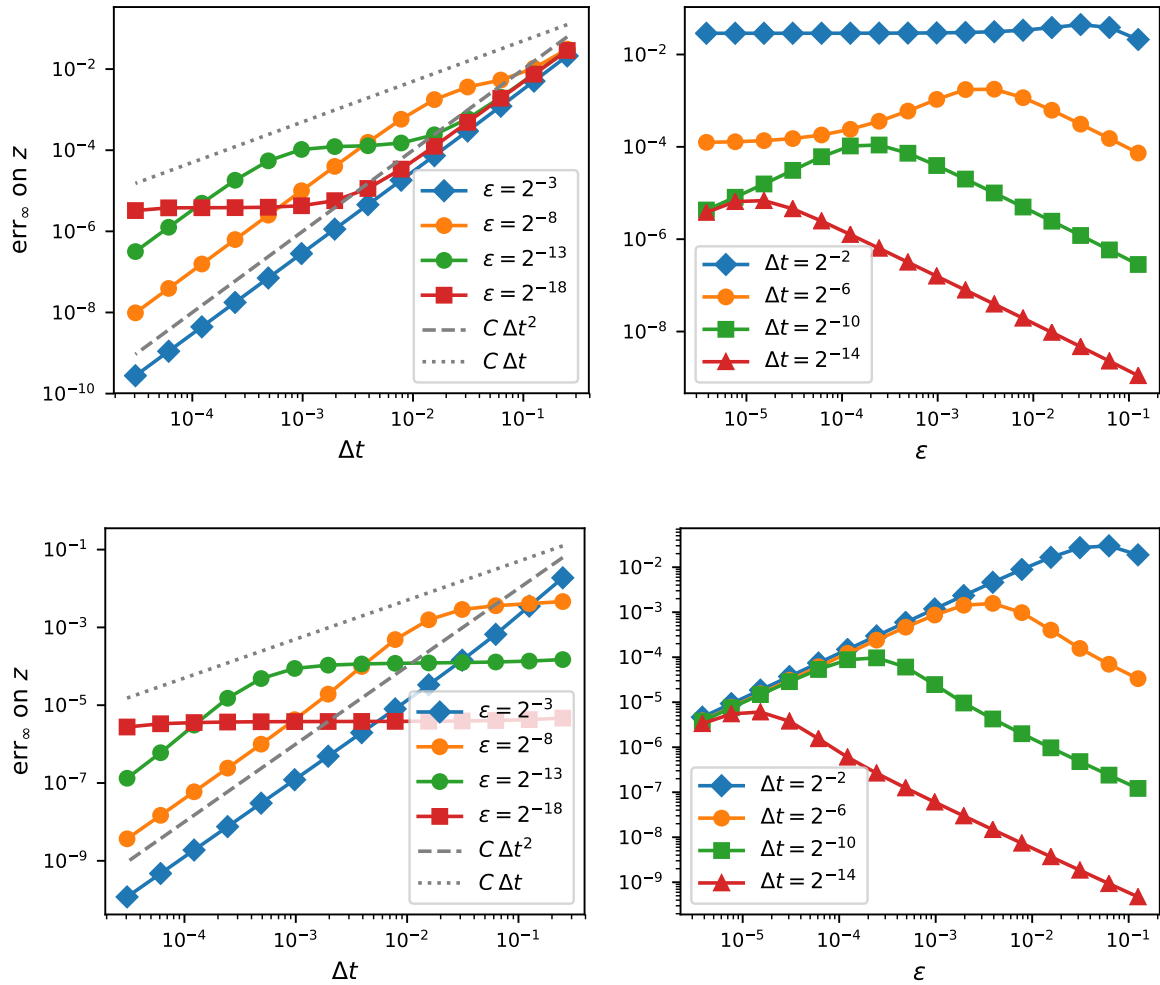 err∞ on z
10⁻²
10⁻⁴
10⁻⁶
10⁻⁸
10⁻¹⁰
ε = 2⁻³
ε = 2⁻⁸
ε = 2⁻¹³
ε = 2⁻¹⁸
C Δt²
C Δt
10⁻⁴
10⁻³
10⁻²
10⁻¹
Δt
10⁻²
10⁻⁴
10⁻⁶
10⁻⁸
Δt = 2⁻²
Δt = 2⁻⁶
Δt = 2⁻¹⁰
Δt = 2⁻¹⁴
10⁻⁵
10⁻⁴
10⁻³
10⁻²
10⁻¹
ε
err∞ on z
10⁻¹
10⁻³
10⁻⁵
10⁻⁷
10⁻⁹
ε = 2⁻³
ε = 2⁻⁸
ε = 2⁻¹³
ε = 2⁻¹⁸
C Δt²
C Δt
10⁻⁴
10⁻³
10⁻²
10⁻¹
Δt
10⁻²
10⁻³
10⁻⁴
10⁻⁵
10⁻⁶
10⁻⁷
10⁻⁸
10⁻⁹
Δt = 2⁻²
Δt = 2⁻⁶
Δt = 2⁻¹⁰
Δt = 2⁻¹⁴
10⁻⁵
10⁻⁴
10⁻³
10⁻²
10⁻¹
ε